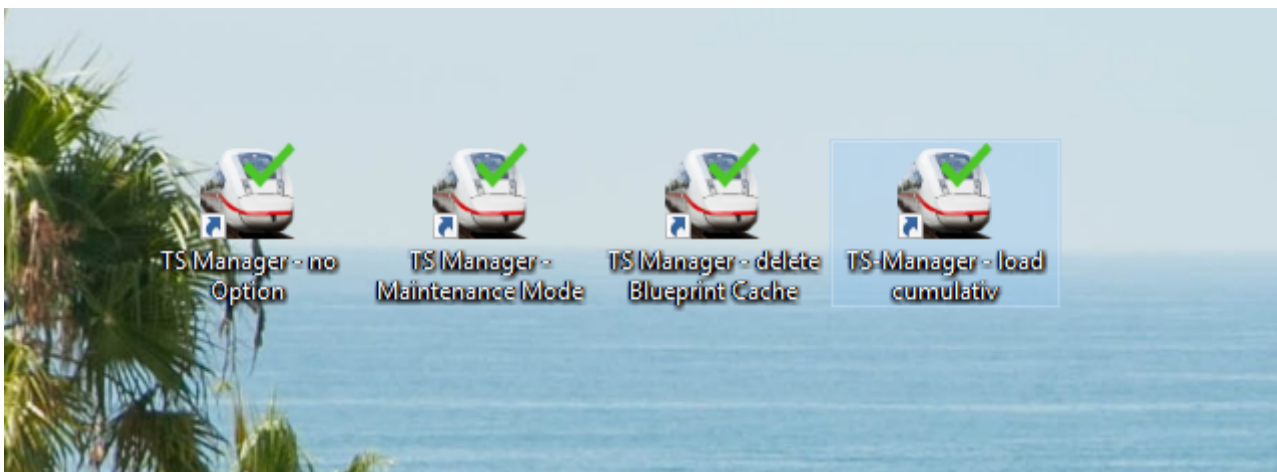 TS Manager - no
Option
TS Manager -
Maintenance Mode
TS Manager - delete
Blueprint Cache
TS-Manager - load
cumulativ